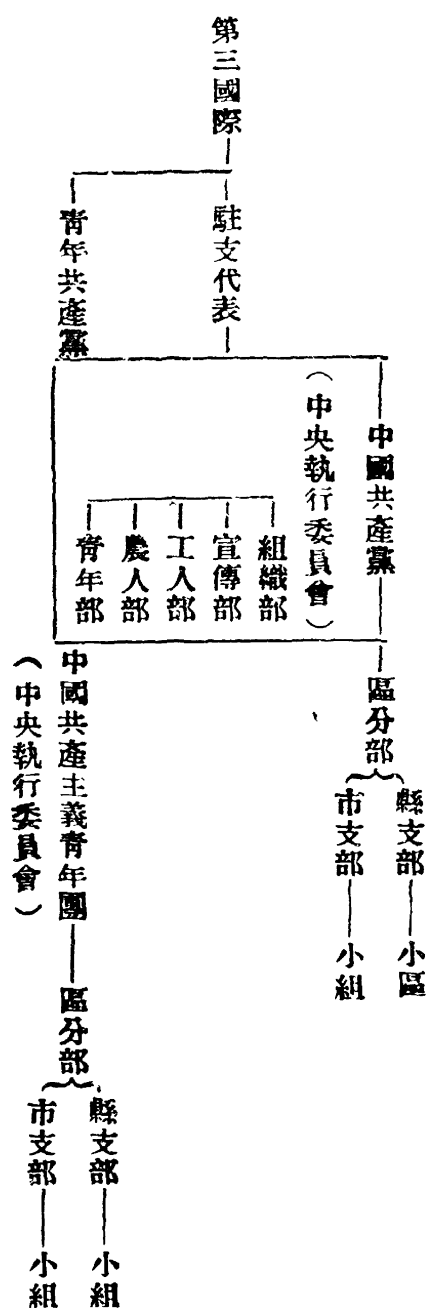 第三國際
駐支代表
青年共產黨
中國共產黨
(中央執行委員會)
組織部
宣傳部
工人部
農人部
青年部
區分部
縣支部
小區
市支部
小組
中國共產主義青年團
(中央執行委員會)
區分部
縣支部
小組
市支部
小組